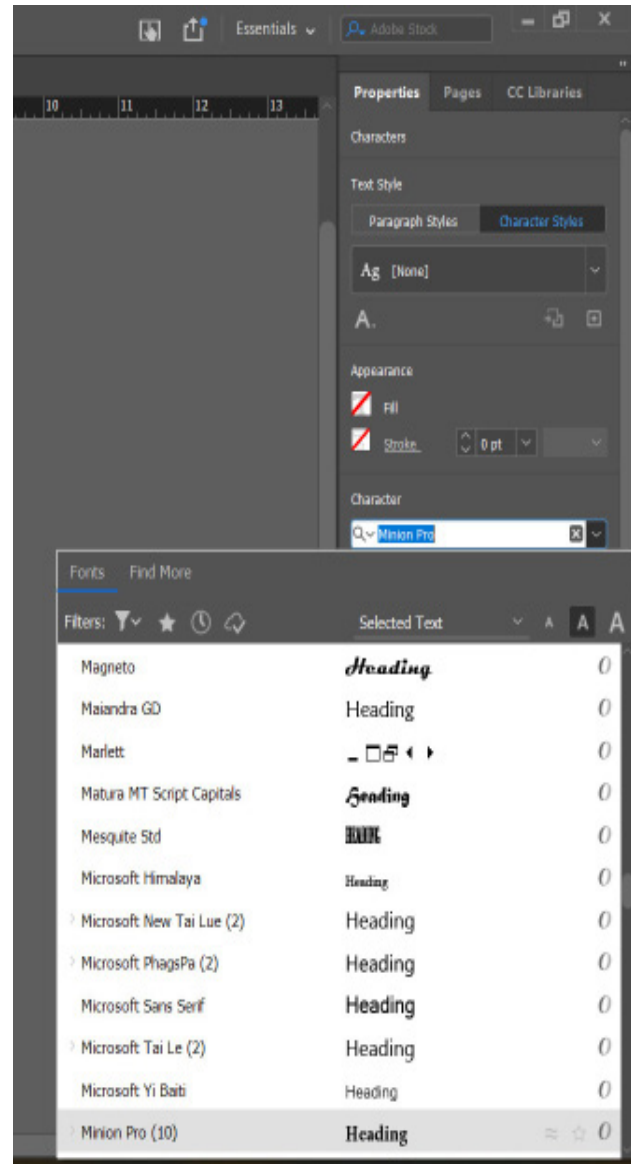 Essentials Adobe Stock
Properties Pages CC Libraries
10 11 12 13
Characters
Text Style
Paragraph Styles Character Styles
Ag [None]
A.
Appearance
Fill
Stroke 0 pt
Character
Minion Pro
Fonts Find More
Filters: Selected Text A A A
Magneto Heading O
Maiandra GD Heading O
Marlett O
Matura MT Script Capitals Heading O
Mesquite Std O
Microsoft Himalaya Heading O
Microsoft New Tai Lue (2) Heading O
Microsoft PhagsPa (2) Heading O
Microsoft Sans Serif Heading O
Microsoft Tai Le (2) Heading O
Microsoft Yi Baiti Heading O
Minion Pro (10) Heading O